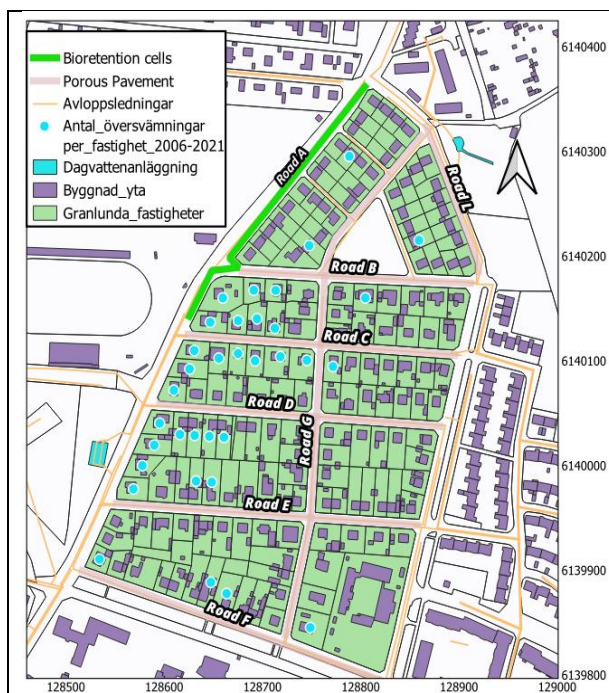 Bioretention cells
Porous Pavement
Avloppsledningar
Antal_översvämningar
per_fastighet_2006-2021
Dagvattenanläggning
Byggnad_yta
Granlunda_fastigheter
Road A
Road L
Road B
Road C
Road D
Road G
Road E
Road F
6140400
6140300
6140200
6140100
6140000
6139900
6139800
128500
128600
128700
128800
128900
129000